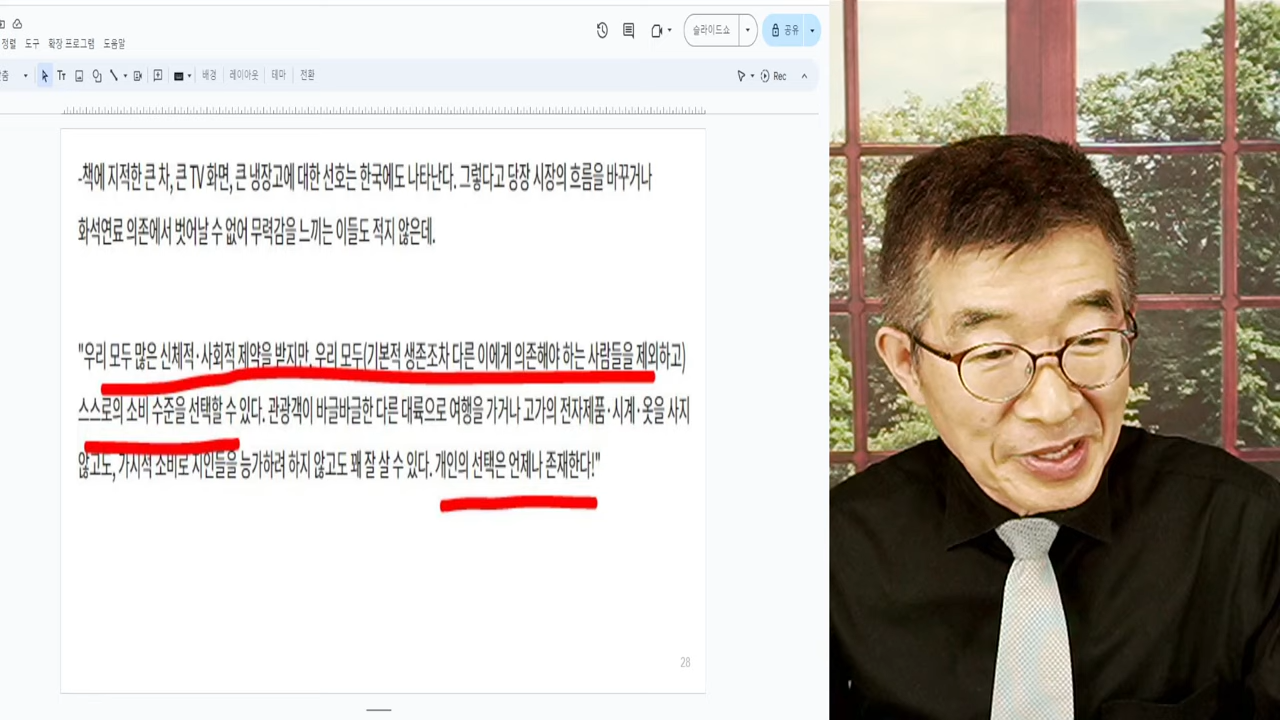 정렬 도구 확장 프로그램 도움말
슬라이드쇼
공유
배경 레이아웃 테마 전환
Rec
-책에 지적한 큰 차, 큰 TV 화면, 큰 냉장고에 대한 선호는 한국에도 나타난다. 그렇다고 당장 시장의 흐름을 바꾸거나
화석연료 의존에서 벗어날 수 없어 무력감을 느끼는 이들도 적지 않은데.
"우리 모두 많은 신체적·사회적 제약을 받지만, 우리 모두(기본적 생존조차 다른 이에게 의존해야 하는 사람들을 제외하고)
스스로의 소비 수준을 선택할 수 있다. 관광객이 바글바글한 다른 대륙으로 여행을 가거나 고가의 전자제품·시계·옷을 사지
않고도, 가시적 소비로 지인들을 능가하려 하지 않고도 꽤 잘 살 수 있다. 개인의 선택은 언제나 존재한다!"
28